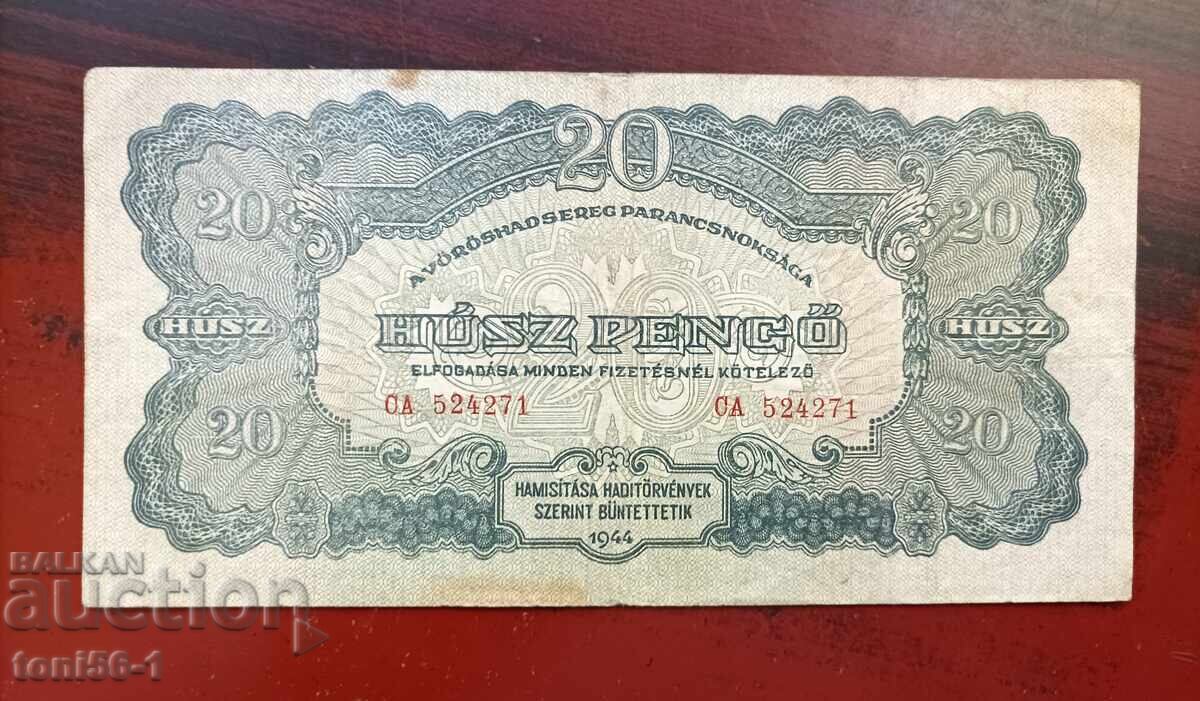 20
20 20
A VÖRÖSHADSEREG PARANCSNOKSÁGA
20
HÚSZ HÚSZ PENGŐ HÚSZ
ELFOGADÁSA MINDEN FIZETÉSNÉL KÖTELEZŐ
CA 524271 CA 524271
20 20
HAMISÍTÁSA HADITÖRVÉNYEK
SZERINT BÜNTETTETIK
1944
BALKAN
auction
toni56-1